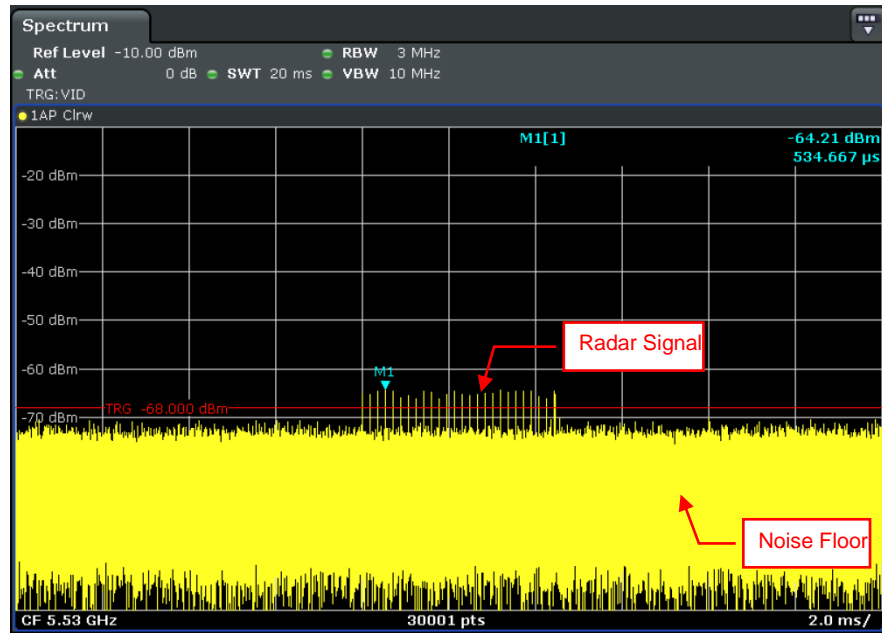 Spectrum
Ref Level -10.00 dBm RBW 3 MHz
Att 0 dB SWT 20 ms VBW 10 MHz
TRG:VID
1AP Clrw
M1[1] -64.21 dBm
534.667 µs
-20 dBm
-30 dBm
-40 dBm
-50 dBm
Radar Signal
-60 dBm
M1
TRG -68.000 dBm
-70 dBm
Noise Floor
CF 5.53 GHz 30001 pts 2.0 ms/